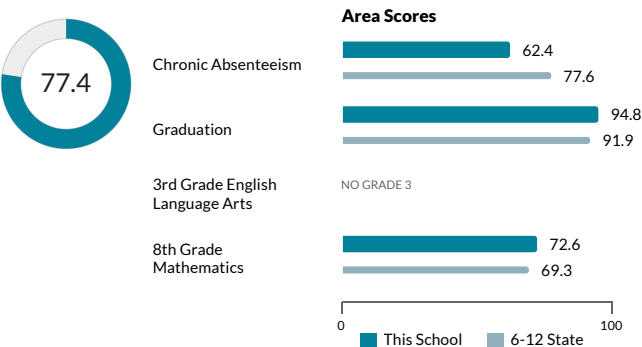 Area Scores
77.4
Chronic Absenteeism
62.4
77.6
Graduation
94.8
91.9
3rd Grade English
Language Arts
NO GRADE 3
8th Grade
Mathematics
72.6
69.3
0
100
This School
6-12 State